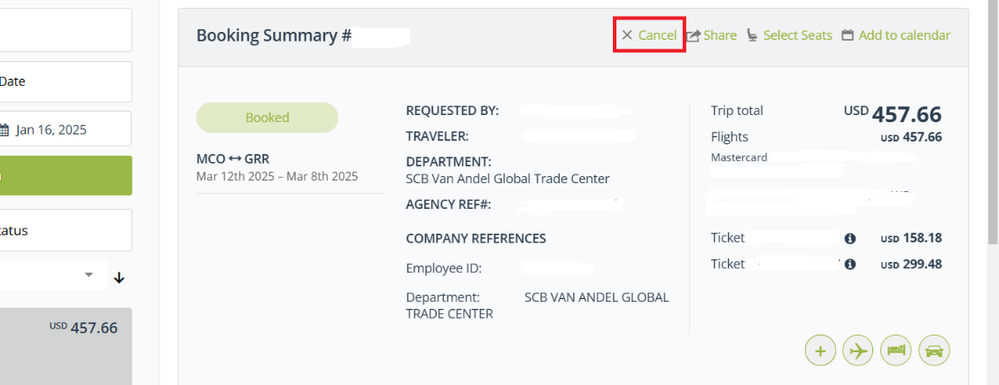 Booking Summary #
Cancel
Share
Select Seats
Add to calendar
Date
Jan 16, 2025
USD 457.66
Booked
MCO ↔ GRR
Mar 12th 2025 – Mar 8th 2025
REQUESTED BY:
TRAVELER:
DEPARTMENT:
SCB Van Andel Global Trade Center
AGENCY REF#:
COMPANY REFERENCES
Employee ID:
Department: SCB VAN ANDEL GLOBAL
TRADE CENTER
Trip total USD 457.66
Flights USD 457.66
Mastercard
Ticket USD 158.18
Ticket USD 299.48